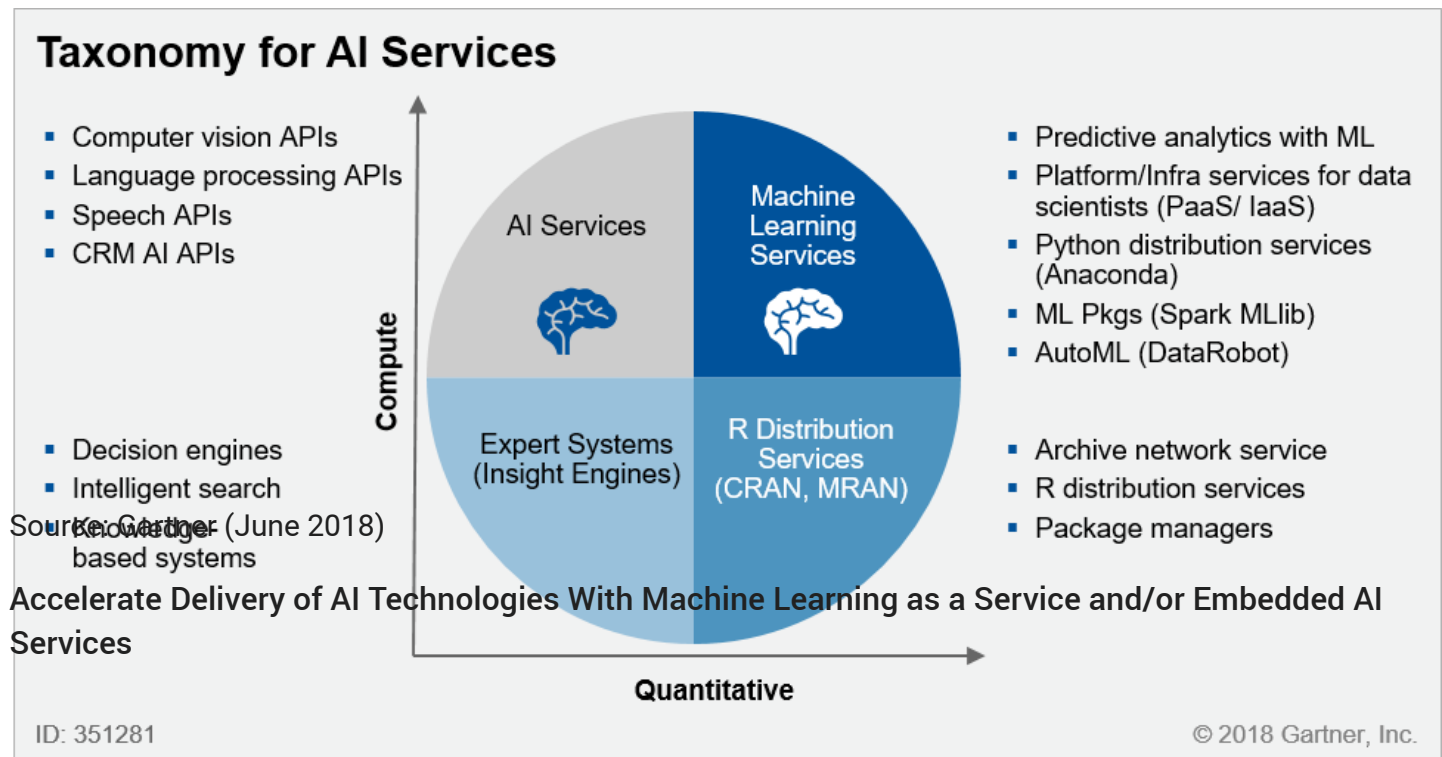 Taxonomy for AI Services
Computer vision APIs
Language processing APIs
Speech APIs
CRM AI APIs
Decision engines
Intelligent search
Knowledge-
based systems
Compute
AI Services
Machine
Learning
Services
Expert Systems
(Insight Engines)
R Distribution
Services
(CRAN, MRAN)
Quantitative
Predictive analytics with ML
Platform/Infra services for data
scientists (PaaS/ IaaS)
Python distribution services
(Anaconda)
ML Pkgs (Spark MLlib)
AutoML (DataRobot)
Archive network service
R distribution services
Package managers
Source: Gartner (June 2018)
Accelerate Delivery of AI Technologies With Machine Learning as a Service and/or Embedded AI
Services
ID: 351281
© 2018 Gartner, Inc.